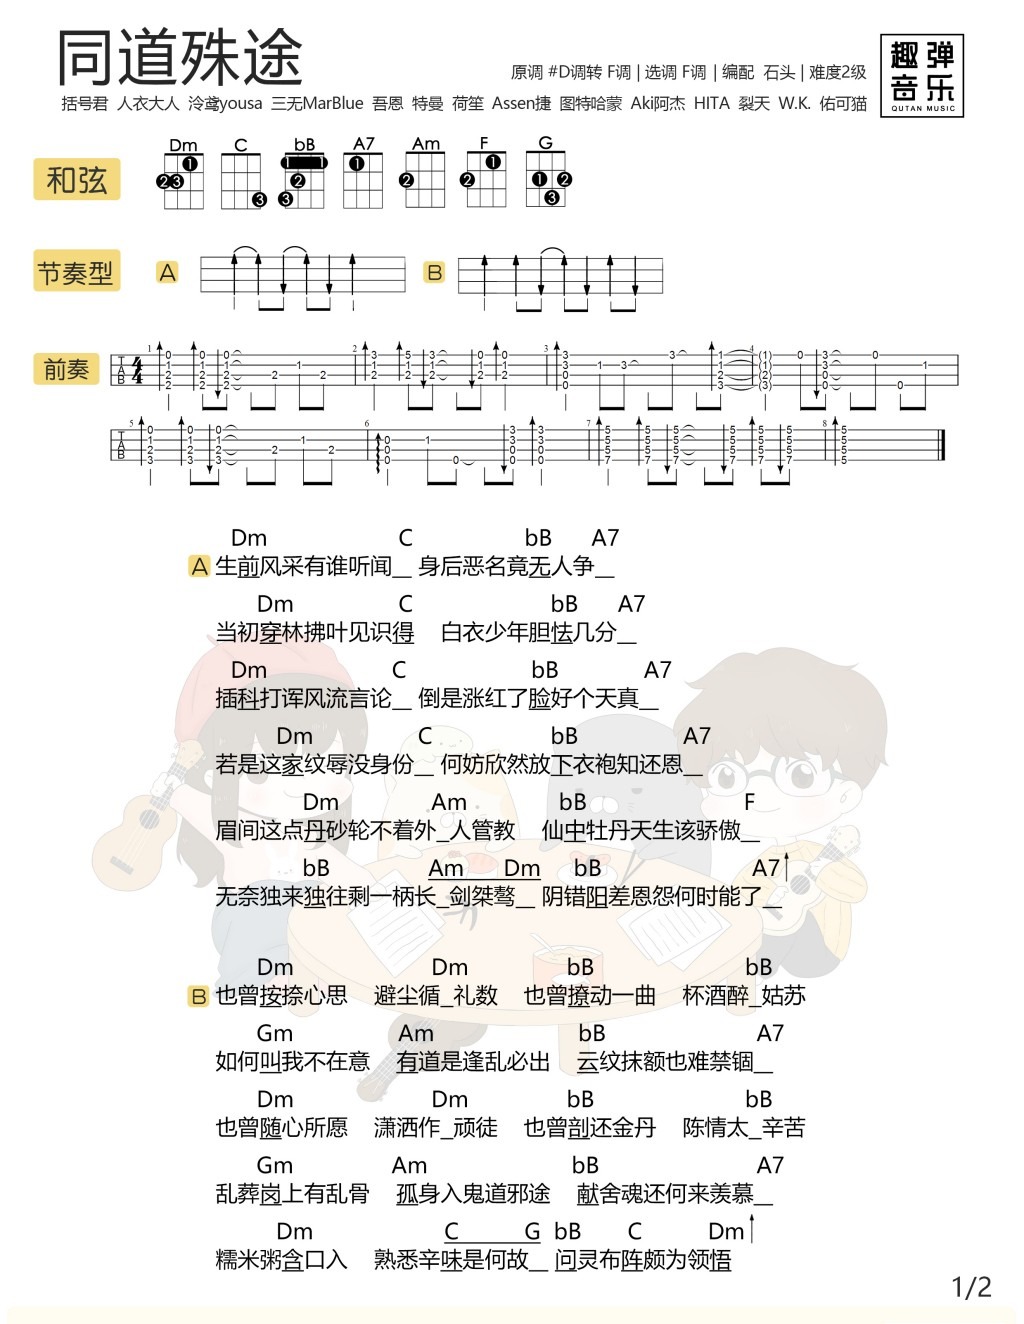 同道殊途
原调 #D调转 F调 | 选调 F调 | 编配 石头 | 难度2级
趣弹音乐
QUTAN MUSIC
括号君 人衣大人 泠鸢yousa 三无MarBlue 吾恩 特曼 荷笙 Assen捷 图特哈蒙 Aki阿杰 HITA 裂天 W.K. 佑可猫
和弦
Dm C bB A7 Am F G
节奏型 A B
前奏
Dm C bB A7
A 生前风采有谁听闻__ 身后恶名竟无人争__
Dm C bB A7
当初穿林拂叶见识得 白衣少年胆怯几分__
Dm C bB A7
插科打诨风流言论__ 倒是涨红了脸好个天真__
Dm C bB A7
若是这家纹辱没身份__ 何妨欣然放下衣袍知还恩__
Dm Am bB F
眉间这点丹砂轮不着外_人管教 仙中牡丹天生该骄傲__
bB Am Dm bB A7
无奈独来独往剩一柄长_剑桀骜__ 阴错阳差恩怨何时能了__
Dm Dm bB bB
B 也曾按捺心思 避尘循_礼数 也曾撩动一曲 杯酒醉_姑苏
Gm Am bB A7
如何叫我不在意 有道是逢乱必出 云纹抹额也难禁锢__
Dm Dm bB bB
也曾随心所愿 潇洒作_顽徒 也曾剖还金丹 陈情太_辛苦
Gm Am bB A7
乱葬岗上有乱骨 孤身入鬼道邪途 献舍魂还何来羡慕__
Dm C G bB C Dm
糯米粥含口入 熟悉辛味是何故__ 问灵布阵颇为领悟
1/2